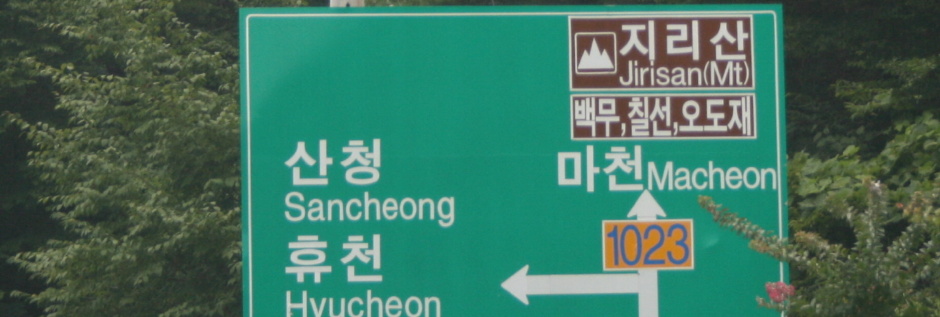 지리산
Jirisan(Mt)
백무,칠선,오도재
마천 Macheon
1023
산청
Sancheong
휴천
Hyucheon